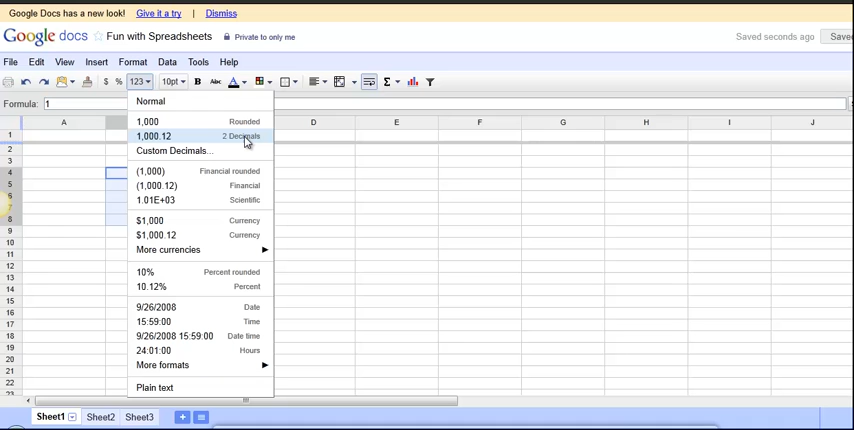 Google Docs has a new look! Give it a try | Dismiss
Google docs Fun with Spreadsheets Private to only me Saved seconds ago Save
File Edit View Insert Format Data Tools Help
$ % 123 10pt B Abc A Σ
Formula: 1
Normal
A D E F G H I J
1,000 Rounded
1 1,000.12 2 Decimals
2 Custom Decimals...
3
4 (1,000) Financial rounded
5 (1,000.12) Financial
6 1.01E+03 Scientific
7
8 $1,000 Currency
9 $1,000.12 Currency
10 More currencies
11
12 10% Percent rounded
13 10.12% Percent
14
15 9/26/2008 Date
16 15:59:00 Time
17
18 9/26/2008 15:59:00 Date time
19 24:01:00 Hours
20 More formats
21
22 Plain text
23
Sheet1 Sheet2 Sheet3